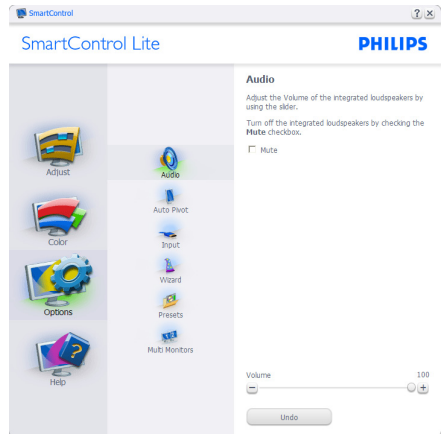 SmartControl
SmartControl Lite
PHILIPS
Adjust
Color
Options
Help
Audio
Auto Pivot
Input
Wizard
Presets
Multi Monitors
Audio
Adjust the Volume of the integrated loudspeakers by
using the slider.
Turn off the integrated loudspeakers by checking the
Mute checkbox.
Mute
Volume 100
Undo